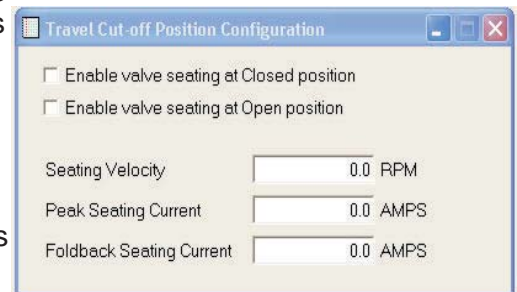 s
Travel Cut-off Position Configuration
Enable valve seating at Closed position
Enable valve seating at Open position
Seating Velocity 0.0 RPM
Peak Seating Current 0.0 AMPS
s
Foldback Seating Current 0.0 AMPS